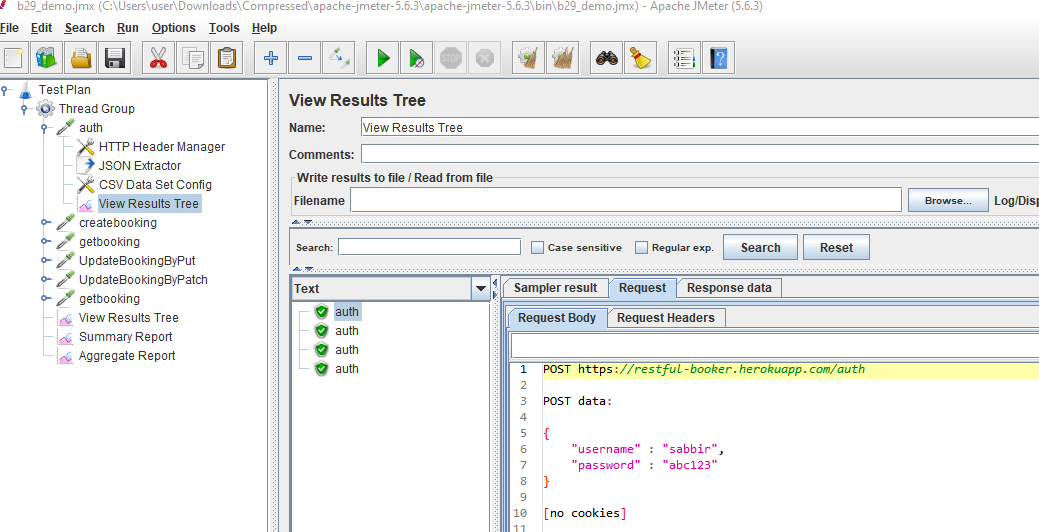 b29_demo.jmx (C:\Users\user\Downloads\Compressed\apache-jmeter-5.6.3\apache-jmeter-5.6.3\bin\b29_demo.jmx) - Apache JMeter (5.6.3)
File Edit Search Run Options Tools Help
STOP
Test Plan
Thread Group
auth
HTTP Header Manager
JSON Extractor
CSV Data Set Config
View Results Tree
createbooking
getbooking
UpdateBookingByPut
UpdateBookingByPatch
getbooking
View Results Tree
Summary Report
Aggregate Report
View Results Tree
Name: View Results Tree
Comments:
Write results to file / Read from file
Filename Browse... Log/Disp
Search: Case sensitive Regular exp. Search Reset
Text
auth
auth
auth
auth
Sampler result Request Response data
Request Body Request Headers
1 POST https://restful-booker.herokuapp.com/auth
2
3 POST data:
4
5 {
6 "username" : "sabbir",
7 "password" : "abc123"
8 }
9
10 [no cookies]
11